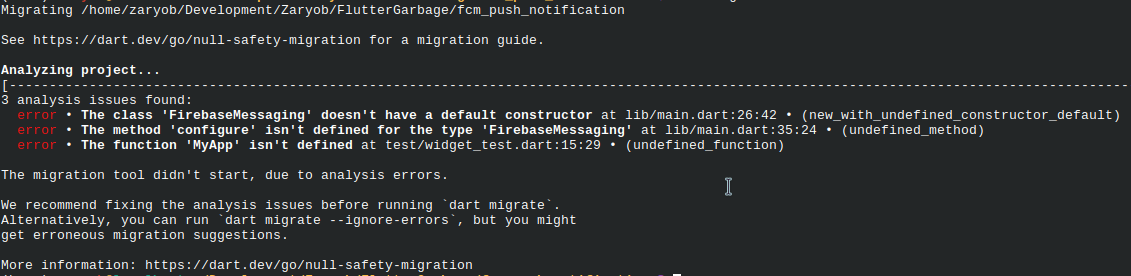 Migrating /home/zaryob/Development/Zaryob/FlutterGarbage/fcm_push_notification
See https://dart.dev/go/null-safety-migration for a migration guide.
Analyzing project...
[------------------------------------------------------------------------------------------------------------------------------------------
3 analysis issues found:
error • The class 'FirebaseMessaging' doesn't have a default constructor at lib/main.dart:26:42 • (new_with_undefined_constructor_default)
error • The method 'configure' isn't defined for the type 'FirebaseMessaging' at lib/main.dart:35:24 • (undefined_method)
error • The function 'MyApp' isn't defined at test/widget_test.dart:15:29 • (undefined_function)
The migration tool didn't start, due to analysis errors.
We recommend fixing the analysis issues before running `dart migrate`.
Alternatively, you can run `dart migrate --ignore-errors`, but you might
get erroneous migration suggestions.
More information: https://dart.dev/go/null-safety-migration